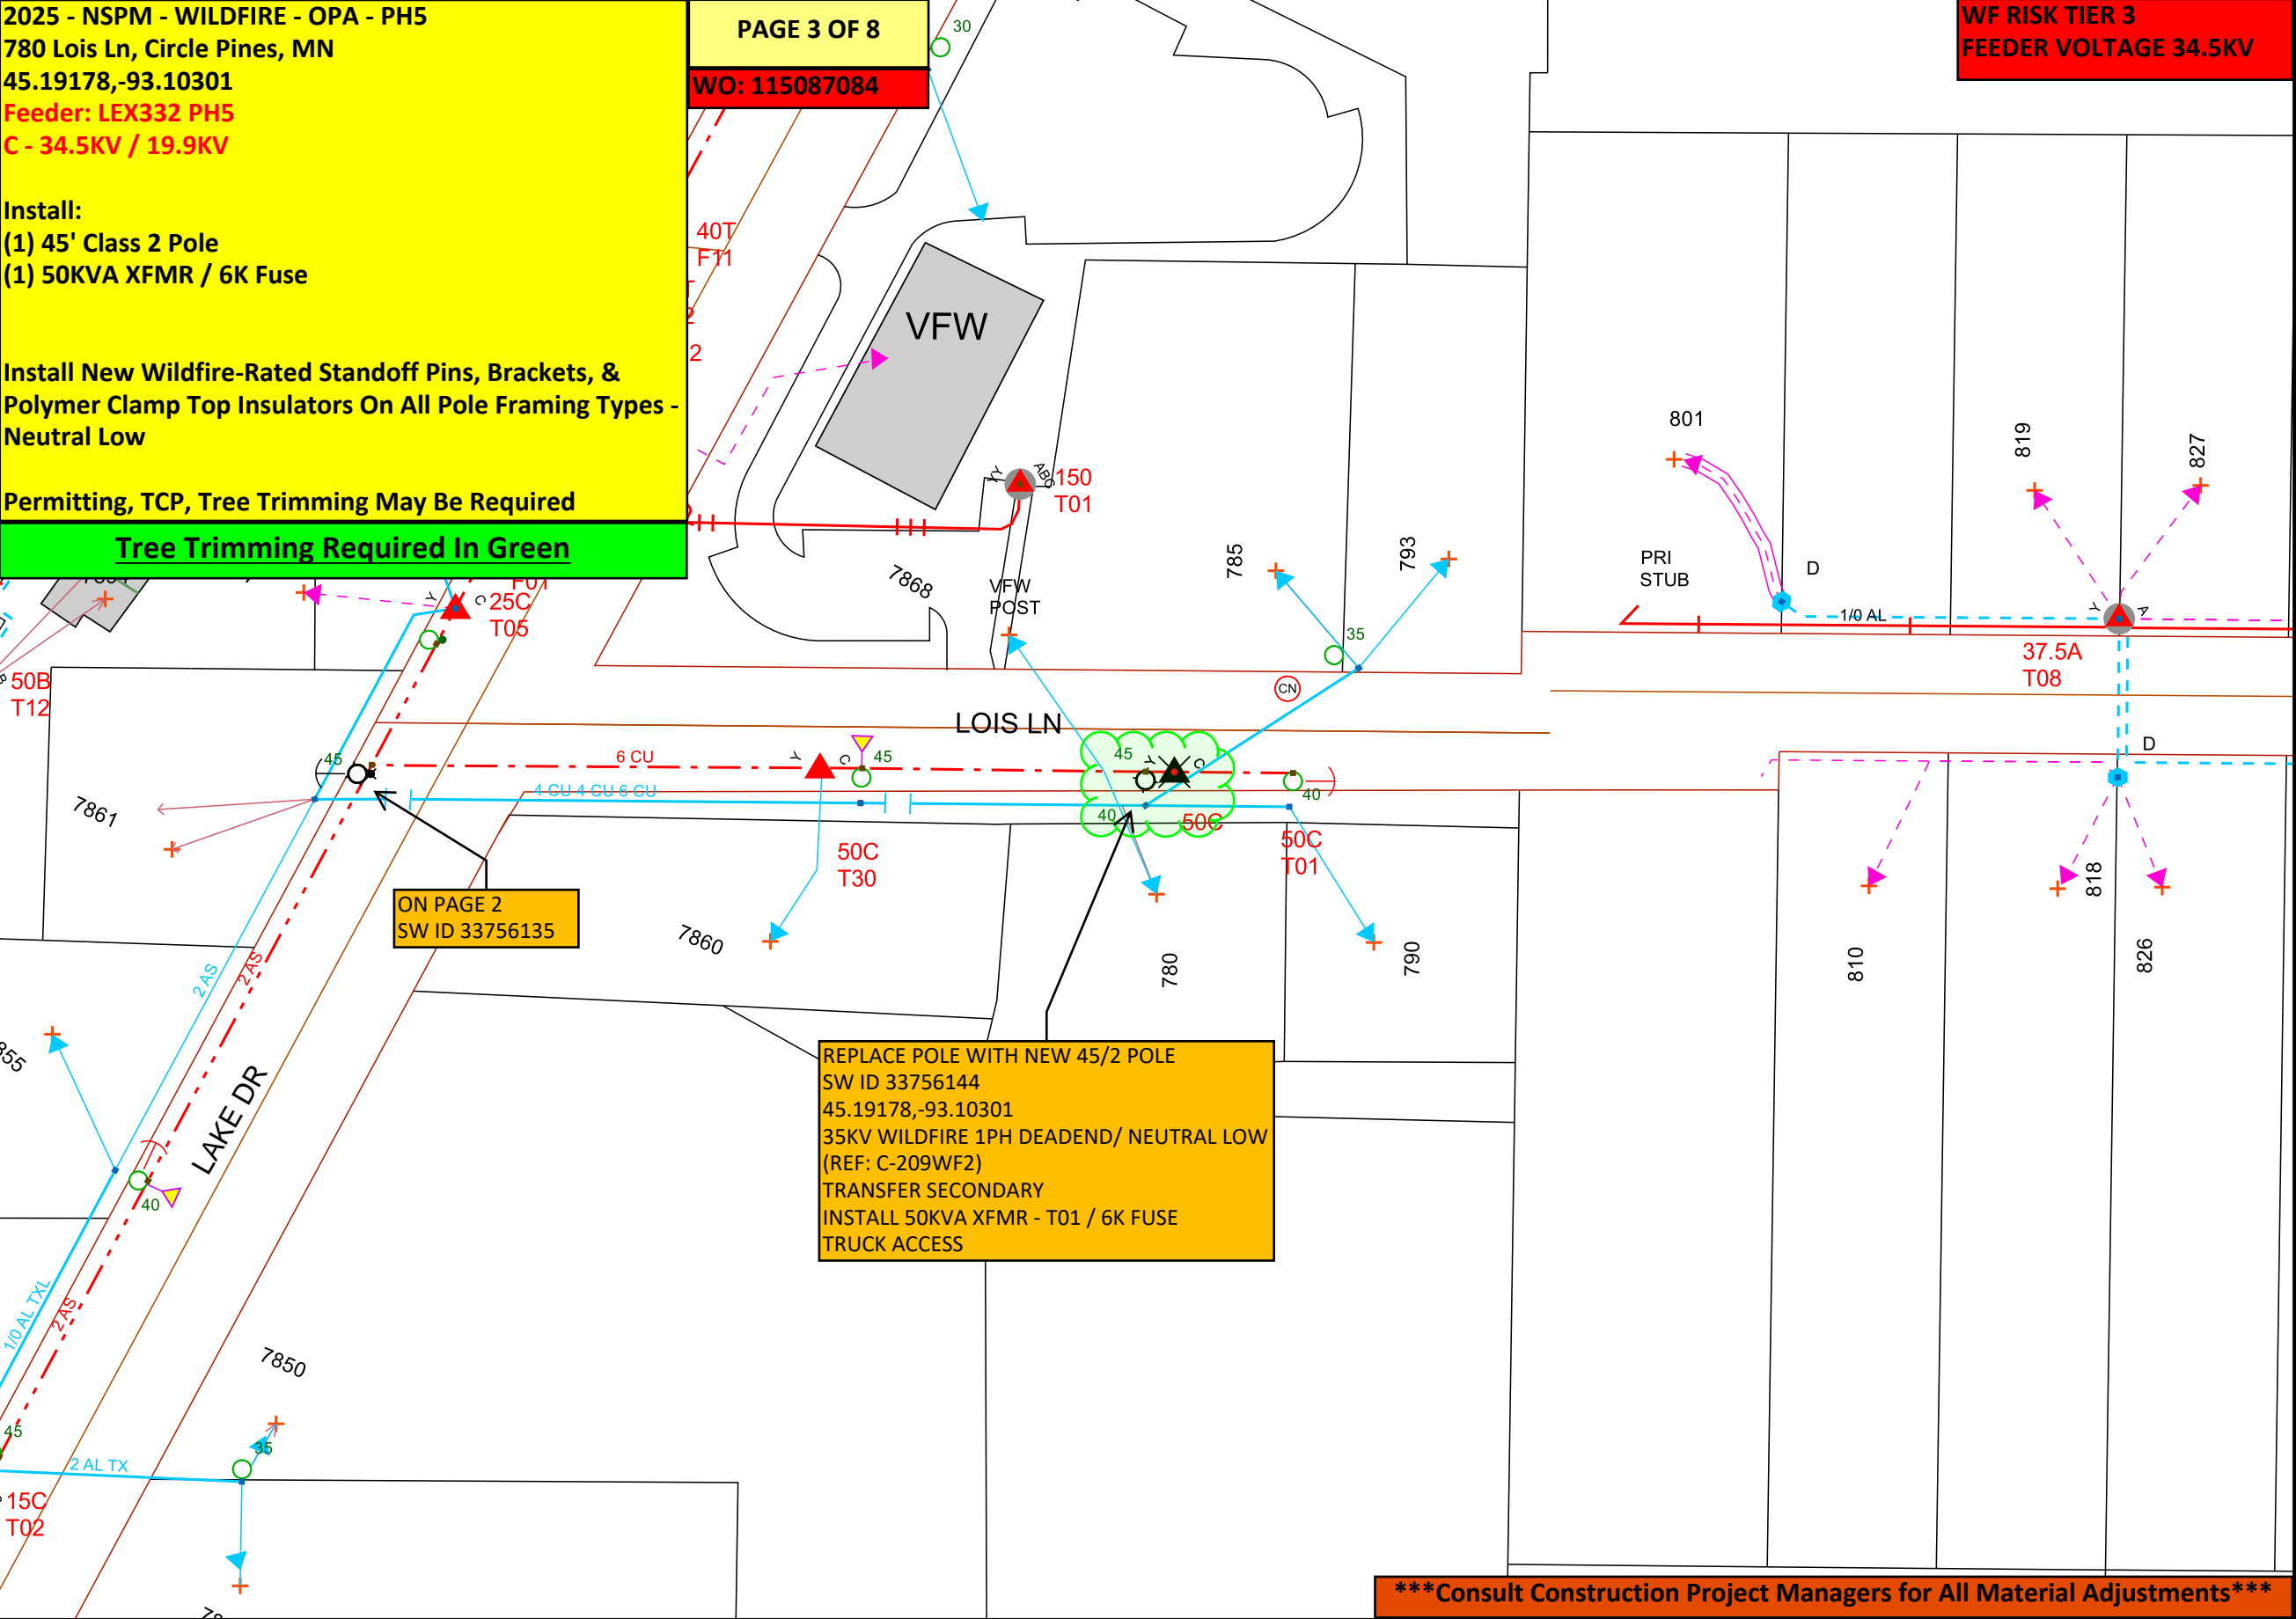 2025 - NSPM - WILDFIRE - OPA - PH5
780 Lois Ln, Circle Pines, MN
45.19178,-93.10301
Feeder: LEX332 PH5
C - 34.5KV / 19.9KV
Install:
(1) 45' Class 2 Pole
(1) 50KVA XFMR / 6K Fuse
Install New Wildfire-Rated Standoff Pins, Brackets, &
Polymer Clamp Top Insulators On All Pole Framing Types -
Neutral Low
Permitting, TCP, Tree Trimming May Be Required
Tree Trimming Required In Green
PAGE 3 OF 8
WO: 115087084
WF RISK TIER 3
FEEDER VOLTAGE 34.5KV
30
40T
F11
2
VFW
XY
ABC
150
T01
801
819
827
785
793
7868
VFW
POST
PRI
STUB
D
1/0 AL
Y
A
37.5A
T08
35
CN
F01
Y
C
25C
T05
50B
T12
B
LOIS LN
45
6 CU
Y
C
45
45
Y
C
4 CU 4 CU 6 CU
40
50C
40
50C
T01
50C
T30
D
7861
ON PAGE 2
SW ID 33756135
7860
780
790
810
818
826
2 AS
2 AS
LAKE DR
REPLACE POLE WITH NEW 45/2 POLE
SW ID 33756144
45.19178,-93.10301
35KV WILDFIRE 1PH DEADEND/ NEUTRAL LOW
(REF: C-209WF2)
TRANSFER SECONDARY
INSTALL 50KVA XFMR - T01 / 6K FUSE
TRUCK ACCESS
855
40
1/0 AL TXL
2 AS
7850
45
35
2 AL TX
15C
T02
***Consult Construction Project Managers for All Material Adjustments***